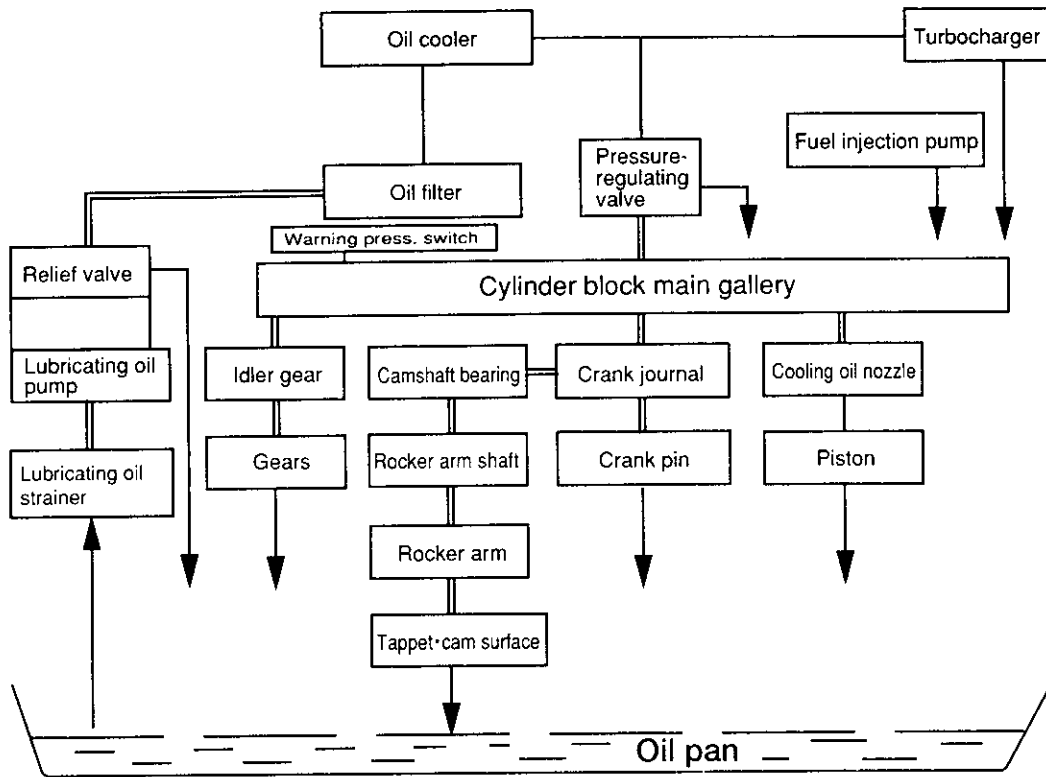 Oil cooler
Turbocharger
Fuel injection pump
Pressure-
regulating
valve
Oil filter
Warning press. switch
Relief valve
Cylinder block main gallery
Lubricating oil
pump
Idler gear
Camshaft bearing
Crank journal
Cooling oil nozzle
Lubricating oil
strainer
Gears
Rocker arm shaft
Crank pin
Piston
Rocker arm
Tappet・cam surface
Oil pan